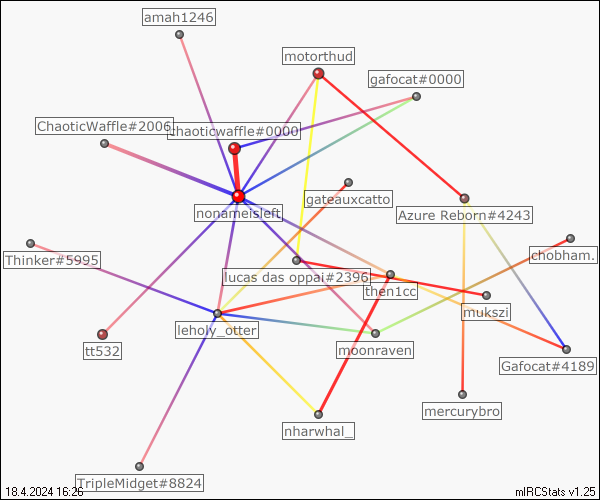 amah1246
motorthud
gafocat#0000
ChaoticWaffle#2006
chaoticwaffle#0000
gateauxcatto
nonameisleft
Azure Reborn#4243
chobham.
Thinker#5995
lucas das oppai#2396
then1cc
mukszi
leholy_otter
tt532
moonraven
Gafocat#4189
mercurybro
nharwhal_
TripleMidget#8824
18.4.2024 16:26
mIRCStats v1.25